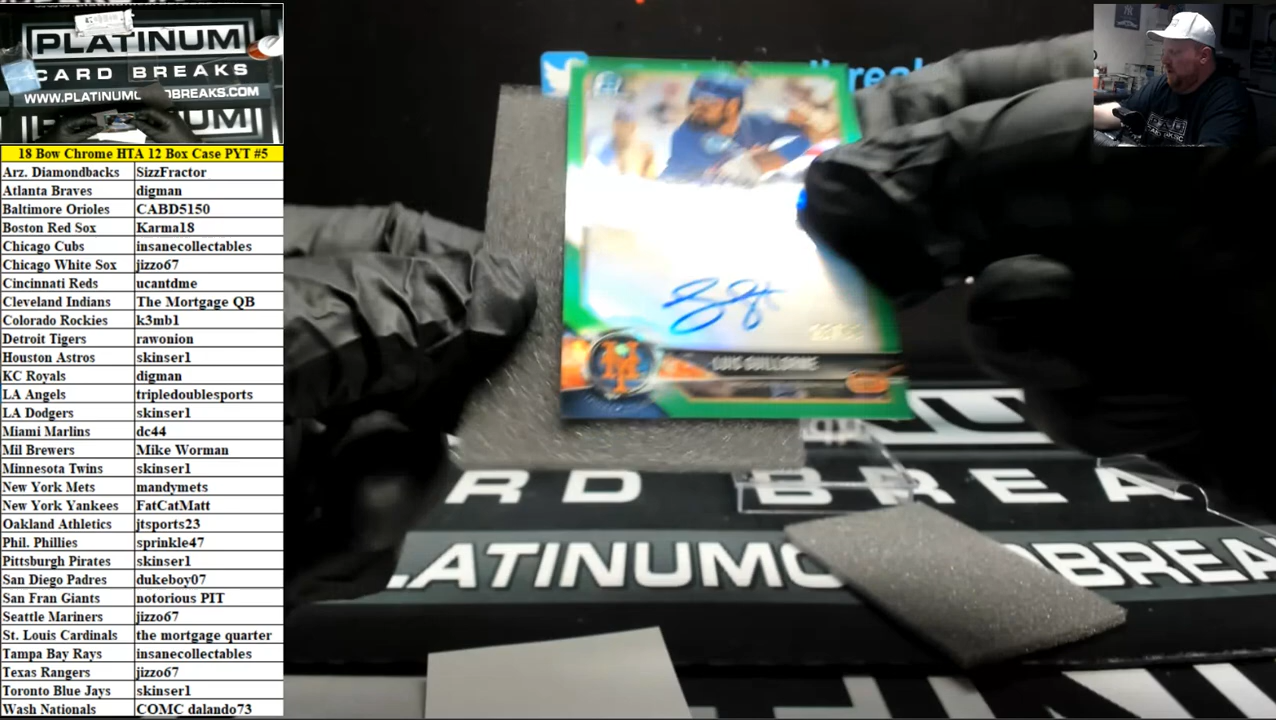 PLATINUM
CARD BREAKS
WWW.PLATINUM
DBREAKS.COM
18 Bow Chrome HTA 12 Box Case PYT #5
Arz. Diamondbacks SizzFractor
Atlanta Braves digman
Baltimore Orioles CABD5150
Boston Red Sox Karma18
Chicago Cubs insanecollectables
Chicago White Sox jizzo67
Cincinnati Reds ucantdme
Cleveland Indians The Mortgage QB
Colorado Rockies k3mb1
Detroit Tigers rawonion
Houston Astros skinser1
KC Royals digman
LA Angels tripledoublesports
LA Dodgers skinser1
Miami Marlins dc44
Mil Brewers Mike Worman
Minnesota Twins skinser1
New York Mets mandymets
New York Yankees FatCatMatt
Oakland Athletics jtsports23
Phil. Phillies sprinkle47
Pittsburgh Pirates skinser1
San Diego Padres dukeboy07
San Fran Giants notorious PIT
Seattle Mariners jizzo67
St. Louis Cardinals the mortgage quarter
Tampa Bay Rays insanecollectables
Texas Rangers jizzo67
Toronto Blue Jays skinser1
Wash Nationals COMC dalando73
LUIS GUILLORME
RD BREA
LATINUMC DBREA